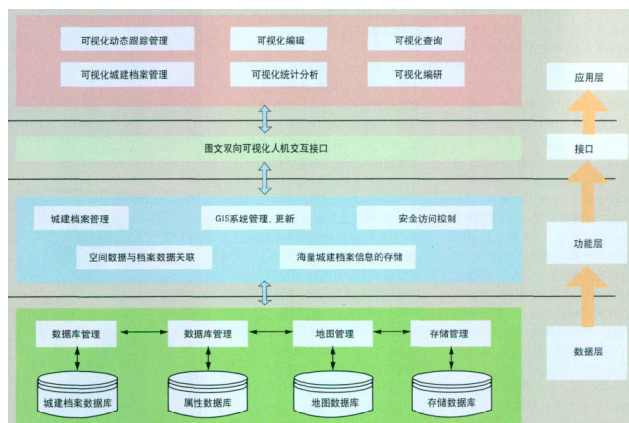 可视化动态跟踪管理
可视化编辑
可视化查询
可视化城建档案管理
可视化统计分析
可视化编研
应用层
图文双向可视化人机交互接口
接口
城建档案管理
GIS系统管理、更新
安全访问控制
空间数据与档案数据关联
海量城建档案信息的存储
功能层
数据库管理
数据库管理
地图管理
存储管理
数据层
城建档案数据库
属性数据库
地图数据库
存储数据库